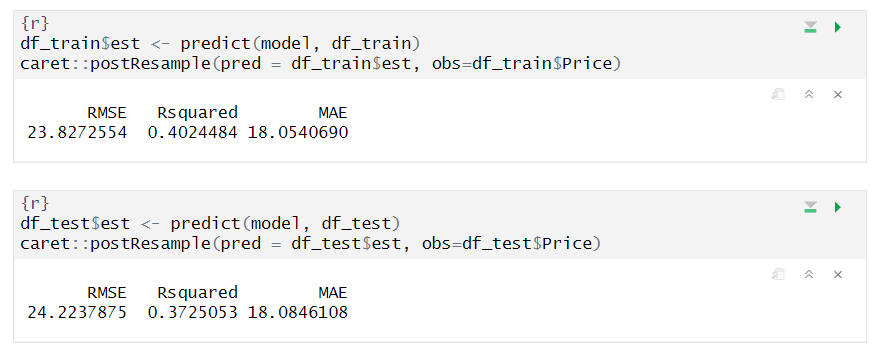 {r}
df_train$est <- predict(model, df_train)
caret::postResample(pred = df_train$est, obs=df_train$Price)
RMSE Rsquared MAE
23.8272554 0.4024484 18.0540690
{r}
df_test$est <- predict(model, df_test)
caret::postResample(pred = df_test$est, obs=df_test$Price)
RMSE Rsquared MAE
24.2237875 0.3725053 18.0846108